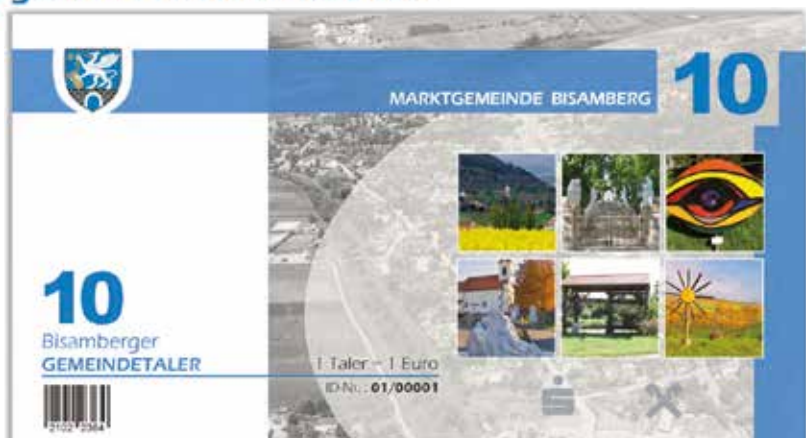 MARKTGEMEINDE BISAMBERG 10
10
Bisamberger
GEMEINDETALER
1 Taler = 1 Euro
ID-Nr.: 01/00001